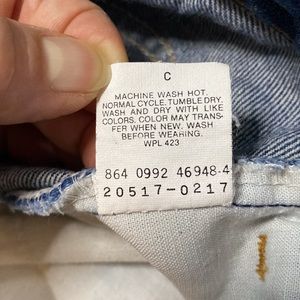 C
MACHINE WASH HOT.
NORMAL CYCLE. TUMBLE DRY.
WASH AND DRY WITH LIKE
COLORS. COLOR MAY TRANS-
FER WHEN NEW. WASH
BEFORE WEARING.
WPL 423
864 0992 46948-4
20517-0217